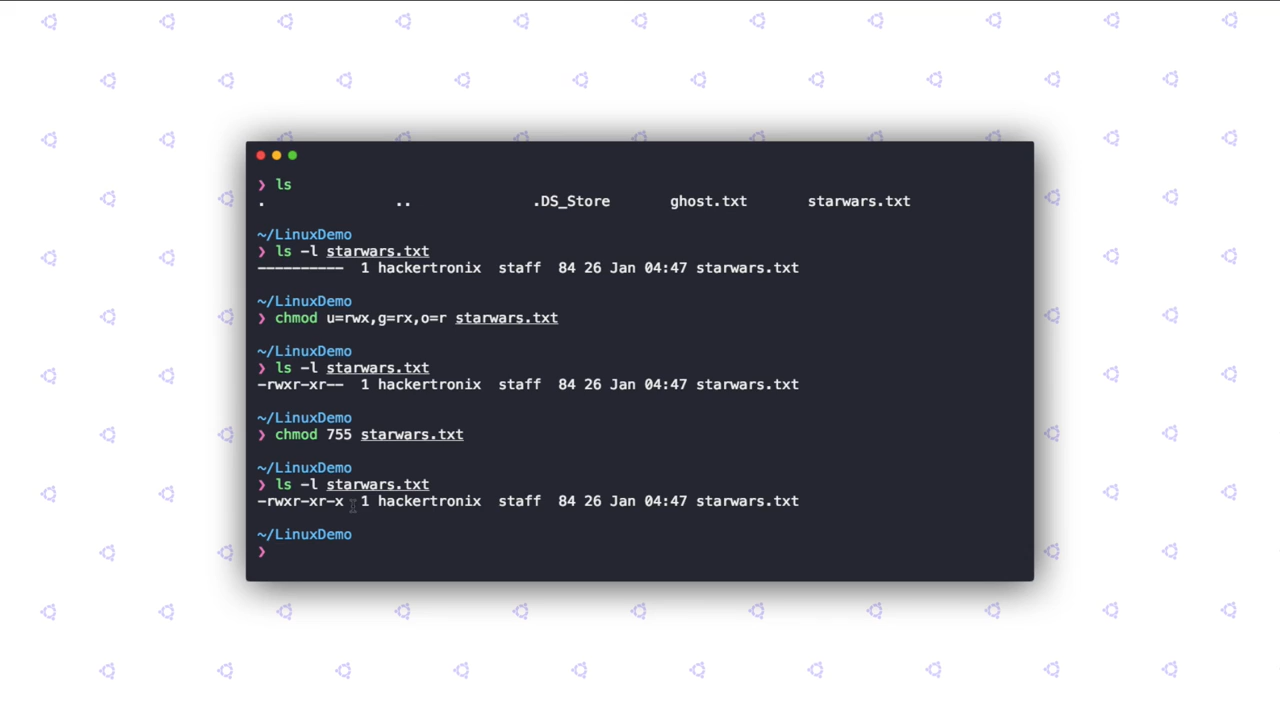 ❯ ls
. .. .DS_Store ghost.txt starwars.txt
~/LinuxDemo
❯ ls -l starwars.txt
---------- 1 hackertronix staff 84 26 Jan 04:47 starwars.txt
~/LinuxDemo
❯ chmod u=rwx,g=rx,o=r starwars.txt
~/LinuxDemo
❯ ls -l starwars.txt
-rwxr-xr-- 1 hackertronix staff 84 26 Jan 04:47 starwars.txt
~/LinuxDemo
❯ chmod 755 starwars.txt
~/LinuxDemo
❯ ls -l starwars.txt
-rwxr-xr-x 1 hackertronix staff 84 26 Jan 04:47 starwars.txt
~/LinuxDemo
❯